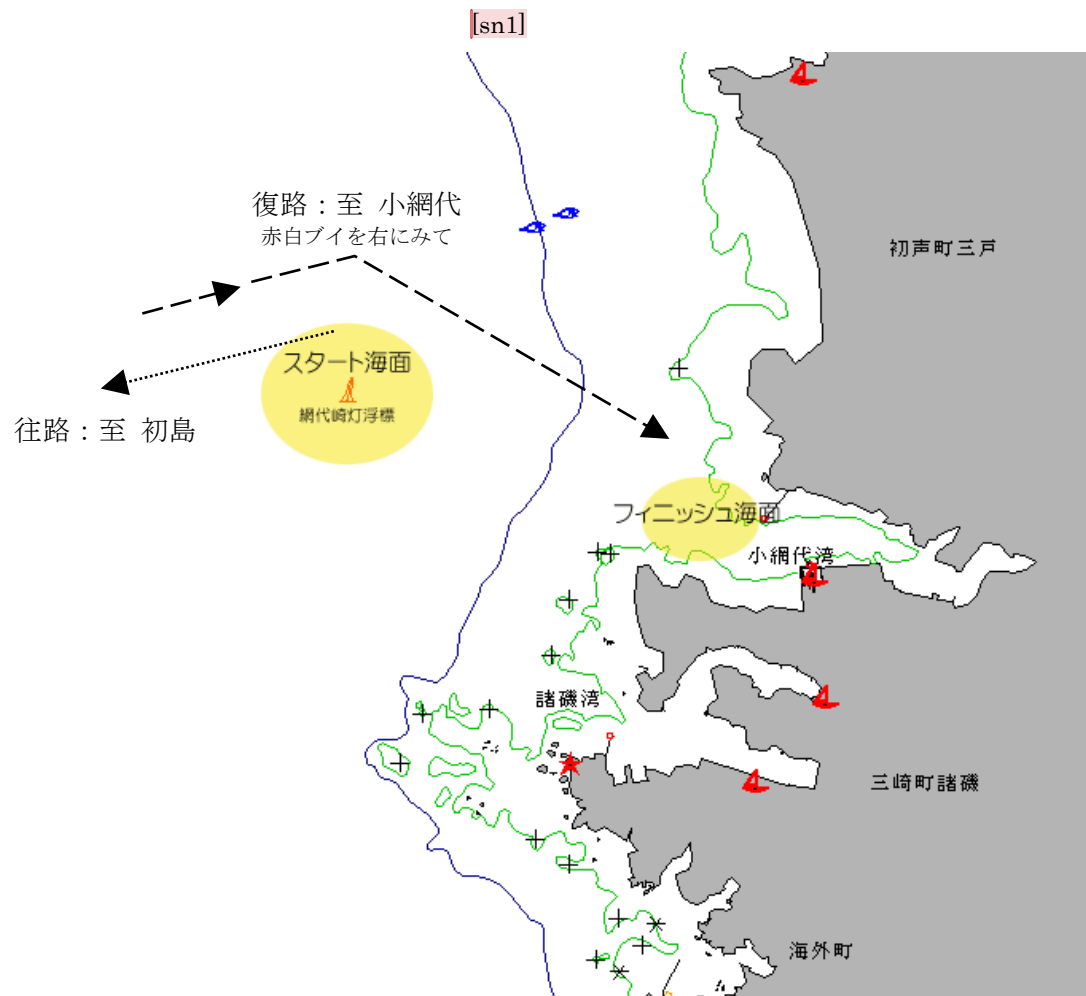 [sn1]
復路：至 小網代
赤白ブイを右にみて
初声町三戸
スタート海面
網代崎灯浮標
往路：至 初島
フィニッシュ海面
小網代湾
諸磯湾
三崎町諸磯
海外町